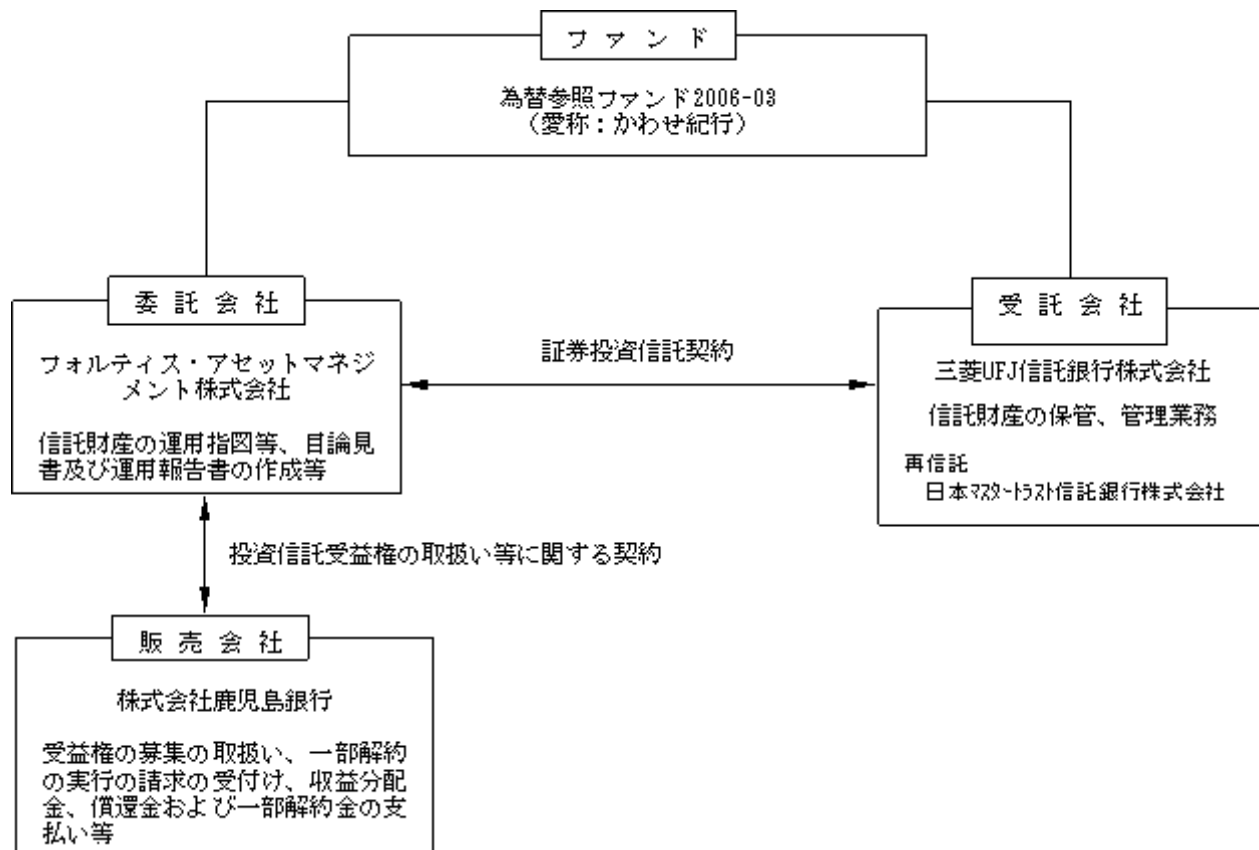 ファンド
為替参照ファンド2006-03
（愛称：かわせ紀行）
委託会社
フォルティス・アセットマネジ
メント株式会社
信託財産の運用指図等、目論見
書及び運用報告書の作成等
証券投資信託契約
受託会社
三菱UFJ信託銀行株式会社
信託財産の保管、管理業務
再信託
日本マスタートラスト信託銀行株式会社
投資信託受益権の取扱い等に関する契約
販売会社
株式会社鹿児島銀行
受益権の募集の取扱い、一部解約
の実行の請求の受付け、収益分配
金、償還金および一部解約金の支
払い等